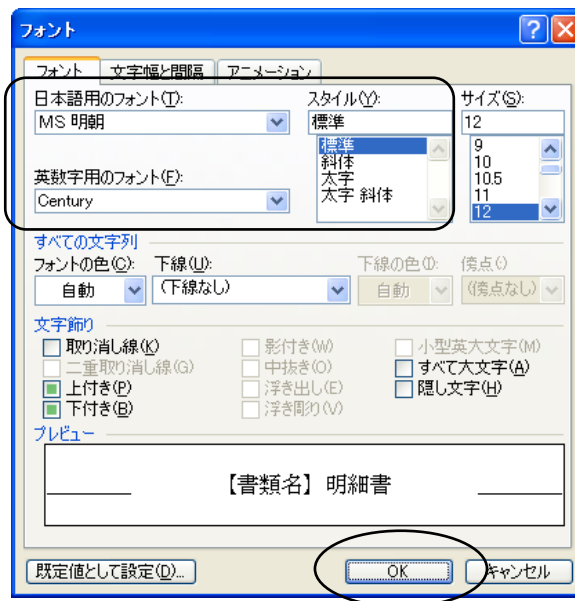 フォント
フォント 文字幅と間隔 アニメーション
日本語用のフォント(T): スタイル(Y): サイズ(S):
MS 明朝 標準 12
標準 9
斜体 10
英数字用のフォント(F): 太字 10.5
太字 斜体 11
Century 12
すべての文字列
フォントの色(C): 下線(U): 下線の色(I): 傍点(:)
自動 (下線なし) 自動 (傍点なし)
文字飾り
取り消し線(K) 影付き(W) 小型英大文字(M)
二重取り消し線(G) 中抜き(O) すべて大文字(A)
上付き(P) 浮き出し(E) 隠し文字(H)
下付き(B) 浮き彫り(V)
プレビュー
【書類名】明細書
既定値として設定(D)... OK キャンセル